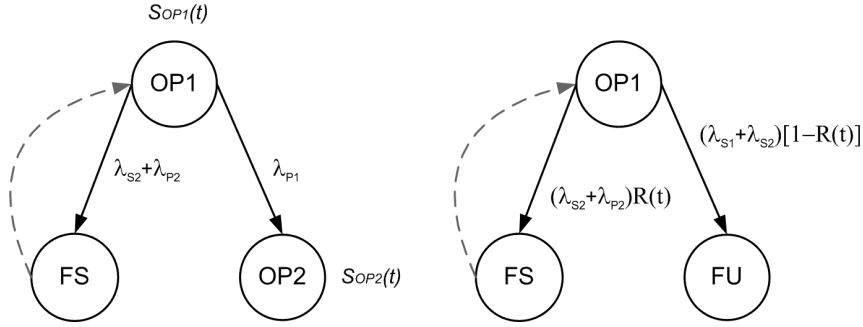 SOP1(t)
OP1
λS2+λP2
λP1
FS
OP2
SOP2(t)
OP1
(λS1+λS2)[1−R(t)]
(λS2+λP2)R(t)
FS
FU